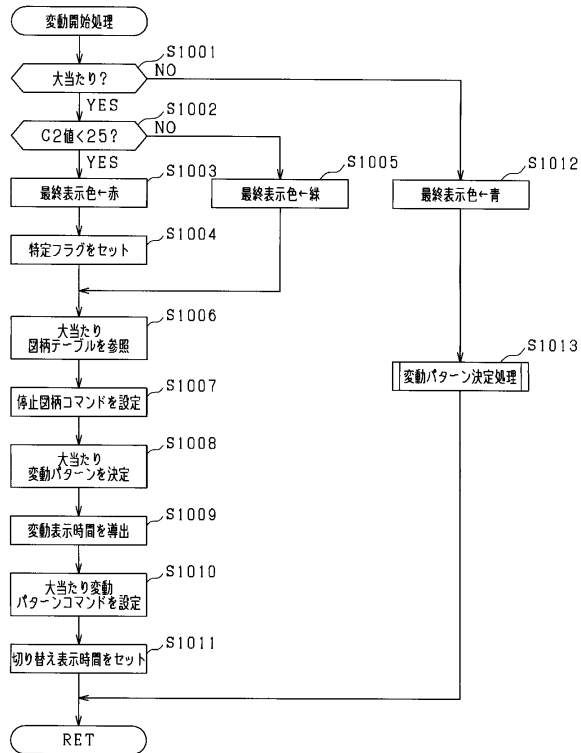 変動開始処理
S1001
大当たり?
NO
YES
S1002
C2値<25?
NO
YES
S1003
最終表示色←赤
S1005
最終表示色←緑
S1012
最終表示色←青
S1004
特定フラグをセット
S1006
大当たり
図柄テーブルを参照
S1013
変動パターン決定処理
S1007
停止図柄コマンドを設定
S1008
大当たり
変動パターンを決定
S1009
変動表示時間を導出
S1010
大当たり変動
パターンコマンドを設定
S1011
切り替え表示時間をセット
RET